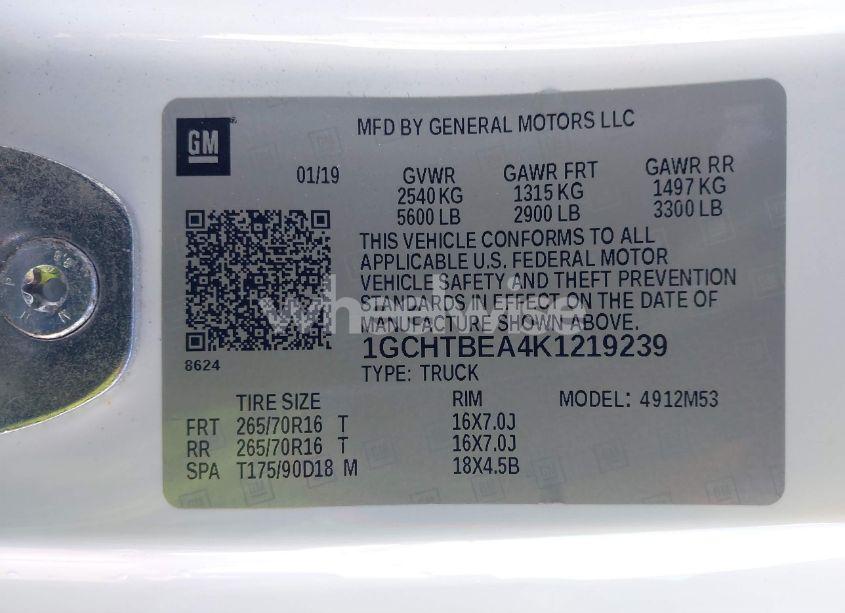 GM
MFD BY GENERAL MOTORS LLC
01/19 GVWR GAWR FRT GAWR RR
2540 KG 1315 KG 1497 KG
5600 LB 2900 LB 3300 LB
THIS VEHICLE CONFORMS TO ALL
APPLICABLE U.S. FEDERAL MOTOR
VEHICLE SAFETY AND THEFT PREVENTION
STANDARDS IN EFFECT ON THE DATE OF
MANUFACTURE SHOWN ABOVE.
8624
1GCHTBEA4K1219239
TYPE: TRUCK
TIRE SIZE RIM MODEL: 4912M53
FRT 265/70R16 T 16X7.0J
RR 265/70R16 T 16X7.0J
SPA T175/90D18 M 18X4.5B